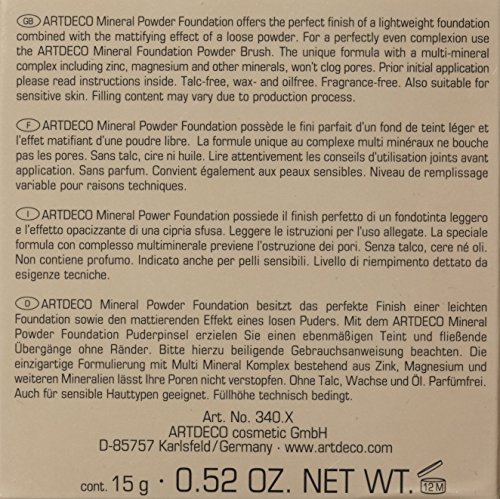 GB ARTDECO Mineral Powder Foundation offers the perfect finish of a lightweight foundation
combined with the mattifying effect of a loose powder. For a perfectly even complexion use
the ARTDECO Mineral Foundation Powder Brush. The unique formula with a multi-mineral
complex including zinc, magnesium and other minerals, won't clog pores. Prior initial application
please read instructions inside. Talc-free, wax- and oilfree. Fragrance-free. Also suitable for
sensitive skin. Filling content may vary due to production process.
F ARTDECO Mineral Powder Foundation possède le fini parfait d'un fond de teint léger et
l'effet matifiant d'une poudre libre. La formule unique au complexe multi minéraux ne bouche
pas les pores. Sans talc, cire ni huile. Lire attentivement les conseils d'utilisation joints avant
application. Sans parfum. Convient également aux peaux sensibles. Niveau de remplissage
variable pour raisons techniques.
I ARTDECO Mineral Power Foundation possiede il finish perfetto di un fondotinta leggero
e l'effetto opacizzante di una cipria sfusa. Leggere le istruzioni per l'uso allegate. La speciale
formula con complesso multiminerale previene l'ostruzione dei pori. Senza talco, cere né oli.
Non contiene profumo. Indicato anche per pelli sensibili. Livello di riempimento dettato da
esigenze tecniche.
D ARTDECO Mineral Powder Foundation besitzt das perfekte Finish einer leichten
Foundation sowie den mattierenden Effekt eines losen Puders. Mit dem ARTDECO Mineral
Powder Foundation Puderpinsel erzielen Sie einen ebenmäßigen Teint und fließende
Übergänge ohne Ränder. Bitte hierzu beiliegende Gebrauchsanweisung beachten. Die
einzigartige Formulierung mit Multi Mineral Komplex bestehend aus Zink, Magnesium und
weiteren Mineralien lässt Ihre Poren nicht verstopfen. Ohne Talc, Wachse und Öl. Parfümfrei.
Auch für sensible Hauttypen geeignet. Füllhöhe technisch bedingt.
Art. No. 340.X
ARTDECO cosmetic GmbH
D-85757 Karlsfeld/Germany • www.artdeco.com
cont. 15 g • 0.52 OZ. NET WT. 12 M